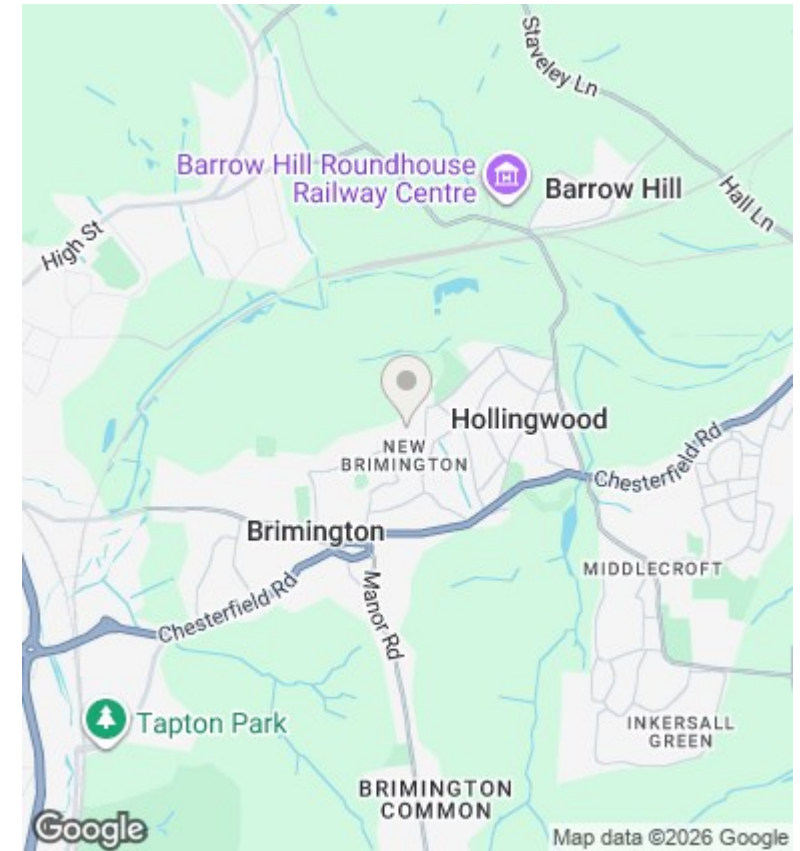 Staveley Ln
Barrow Hill Roundhouse
Railway Centre
Barrow Hill
Hall Ln
High St
Hollingwood
NEW
BRIMINGTON
Chesterfield Rd
Brimington
MIDDLECROFT
Chesterfield Rd
Manor Rd
Tapton Park
INKERSALL
GREEN
BRIMINGTON
COMMON
Google
Map data ©2026 Google